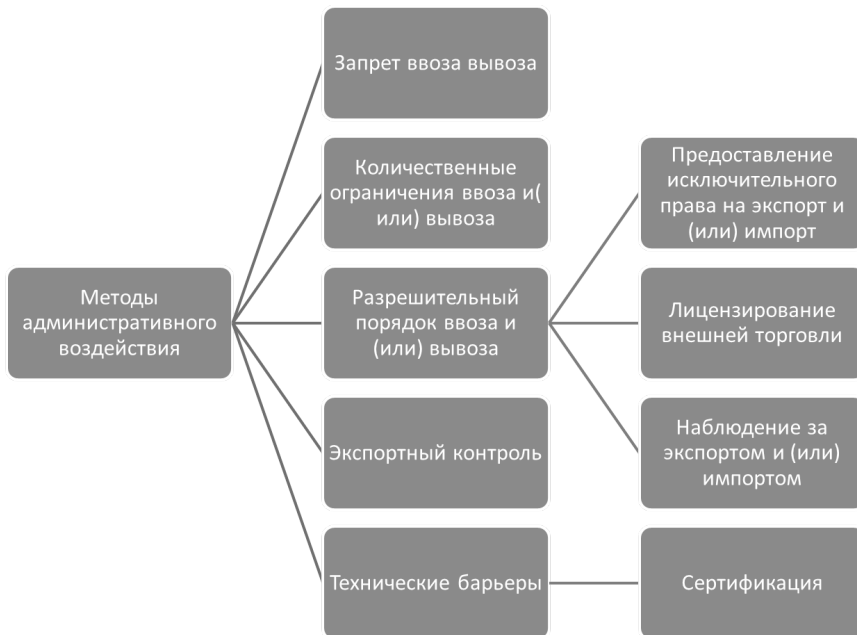 Методы
административного
воздействия
Запрет ввоза вывоза
Количественные
ограничения ввоза и(
или) вывоза
Разрешительный
порядок ввоза и
(или) вывоза
Экспортный контроль
Технические барьеры
Предоставление
исключительного
права на экспорт и
(или) импорт
Лицензирование
внешней торговли
Наблюдение за
экспортом и (или)
импортом
Сертификация